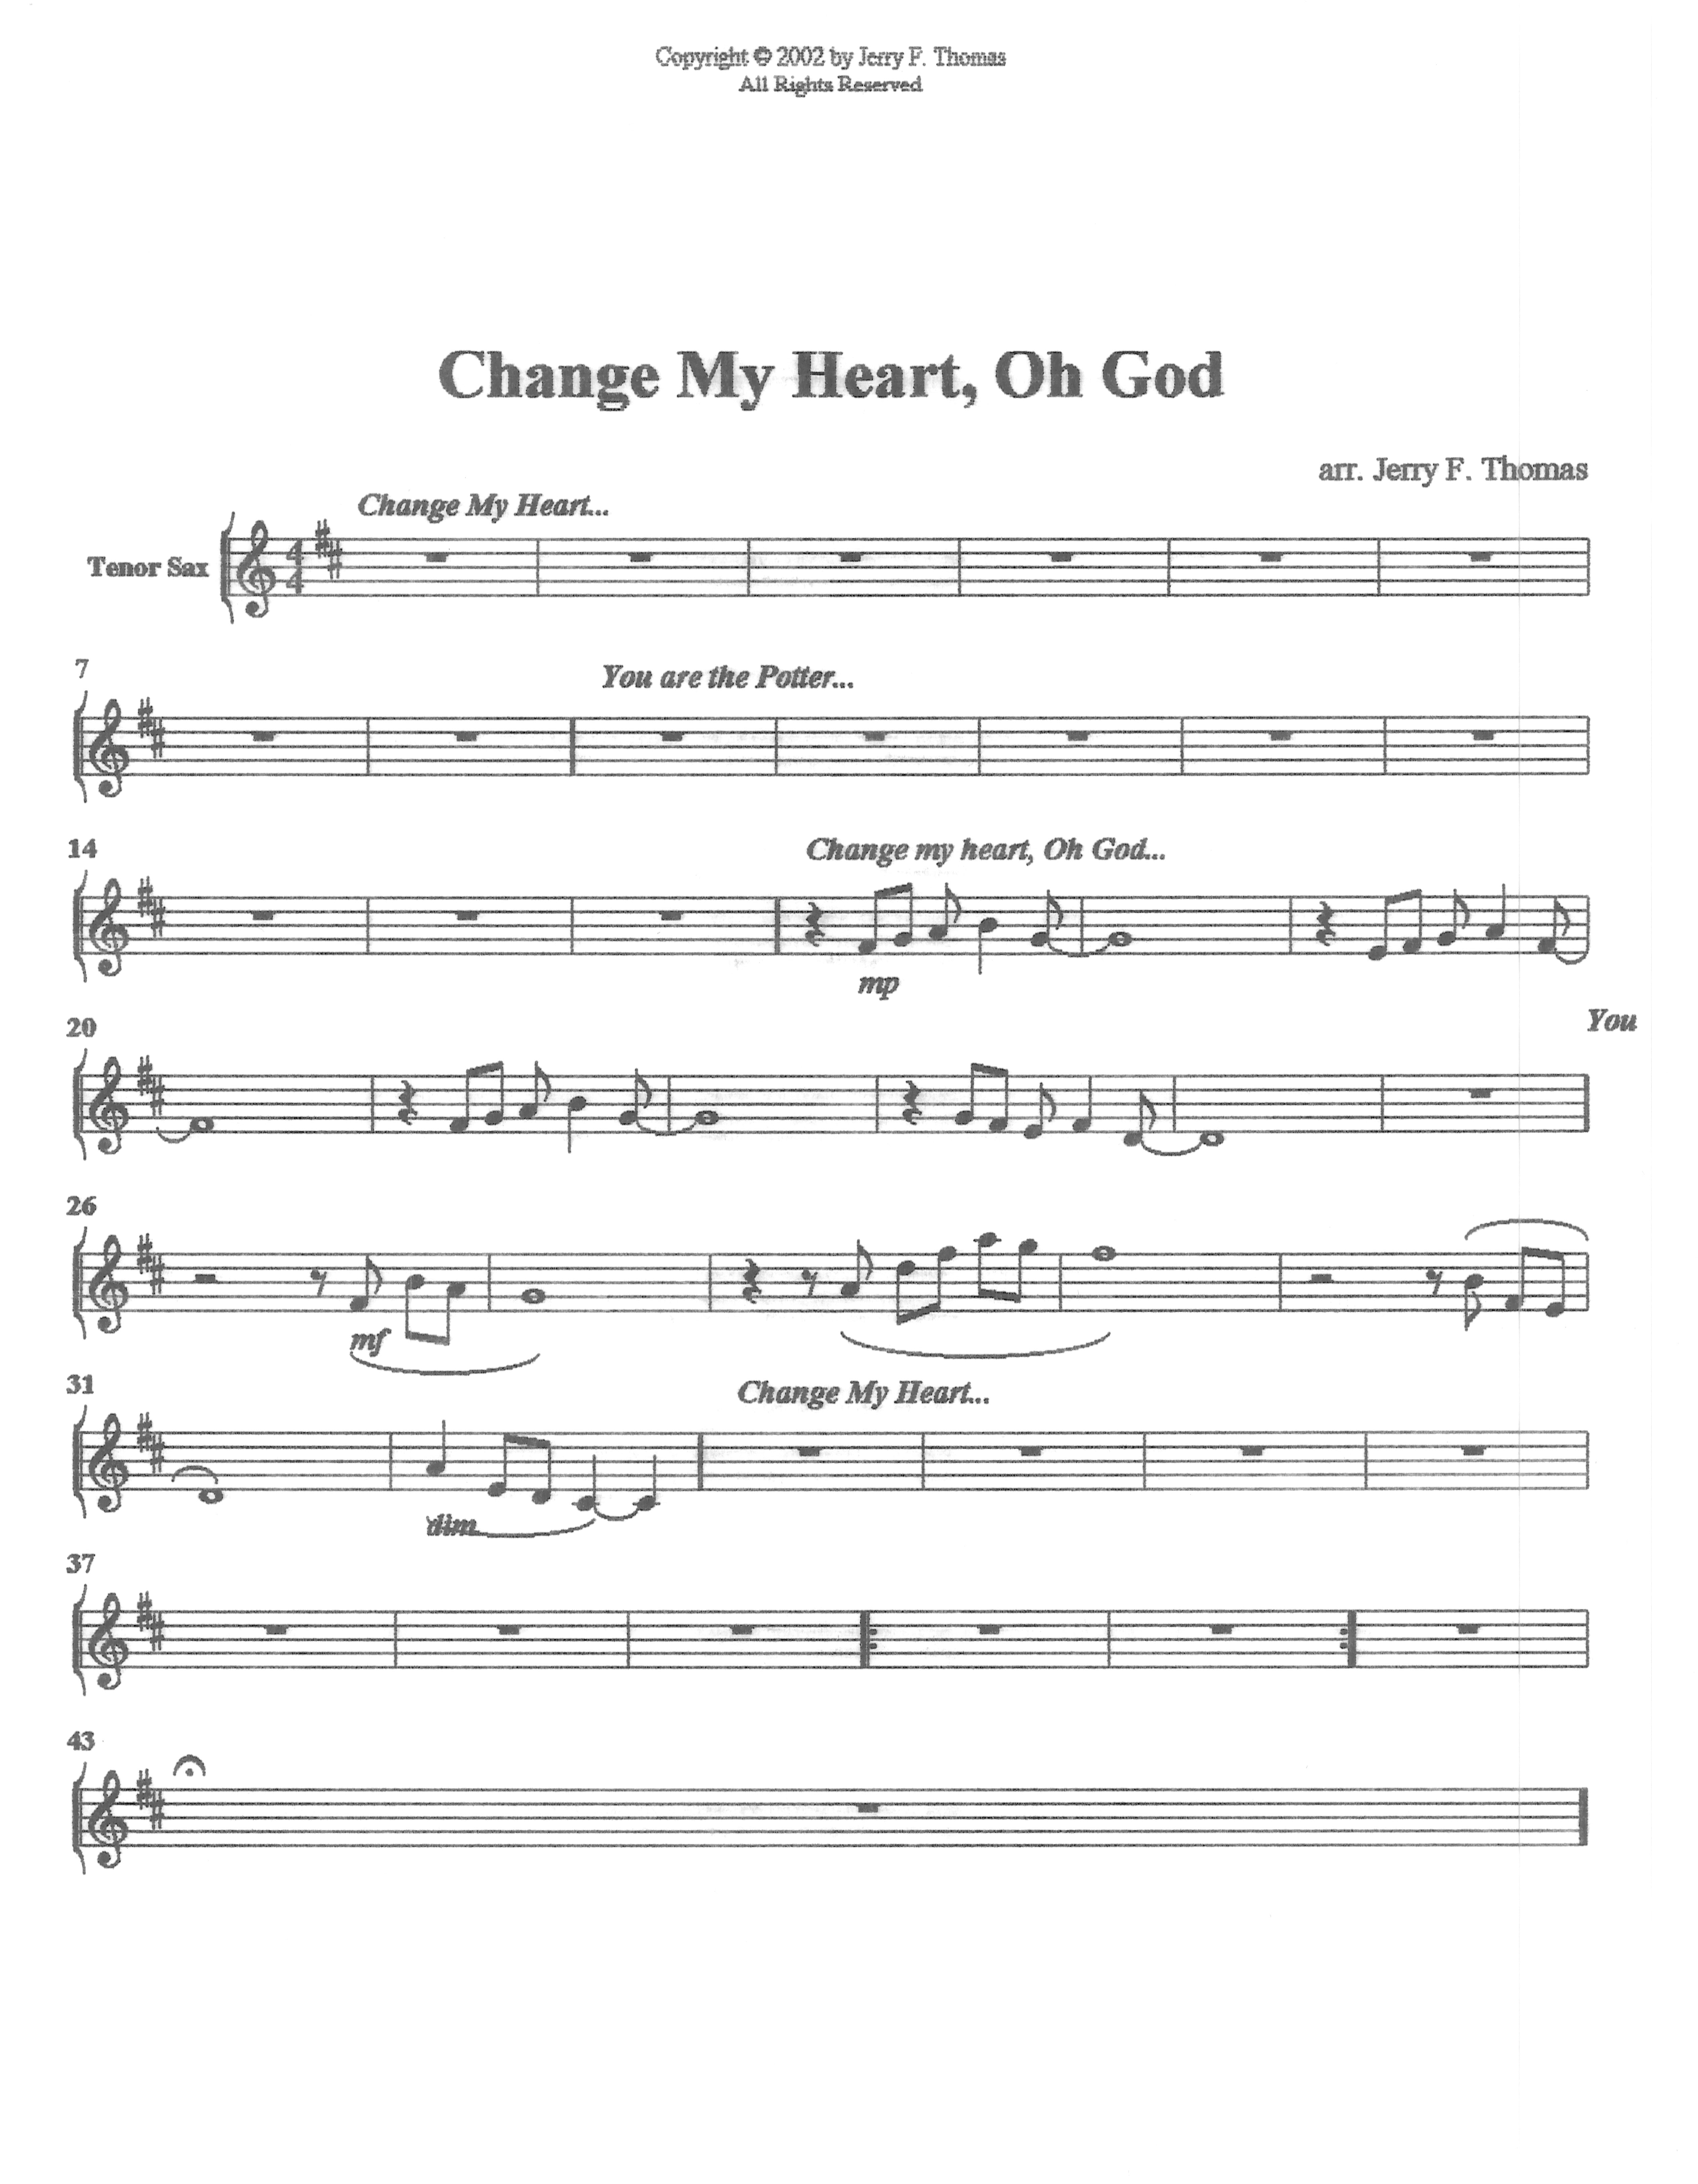 Copyright © 2002 by Jerry F. Thomas
All Rights Reserved
Change My Heart, Oh God
arr. Jerry F. Thomas
Change My Heart...
Tenor Sax
4
4
7
You are the Potter...
14
Change my heart, Oh God...
mp
20
You
26
mf
31
Change My Heart...
dim
37
43